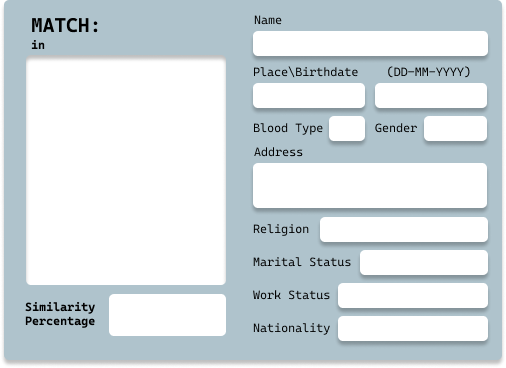 MATCH:
in
Similarity
Percentage
Name
Place\Birthdate (DD-MM-YYYY)
Blood Type Gender
Address
Religion
Marital Status
Work Status
Nationality